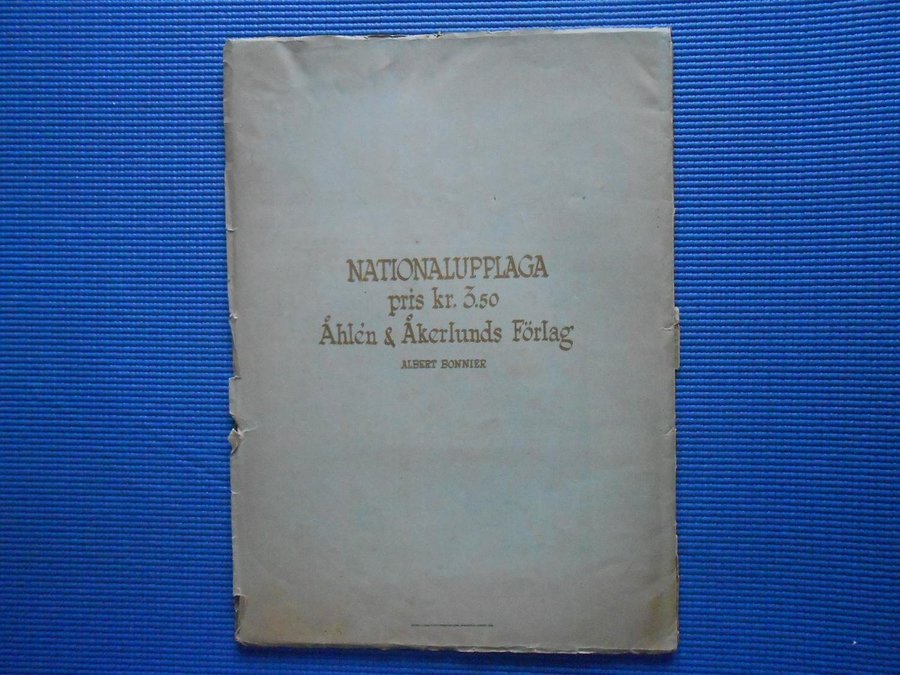 NATIONALUPPLAGA
pris kr. 3.50
Åhlén & Åkerlunds Förlag
ALBERT BONNIER